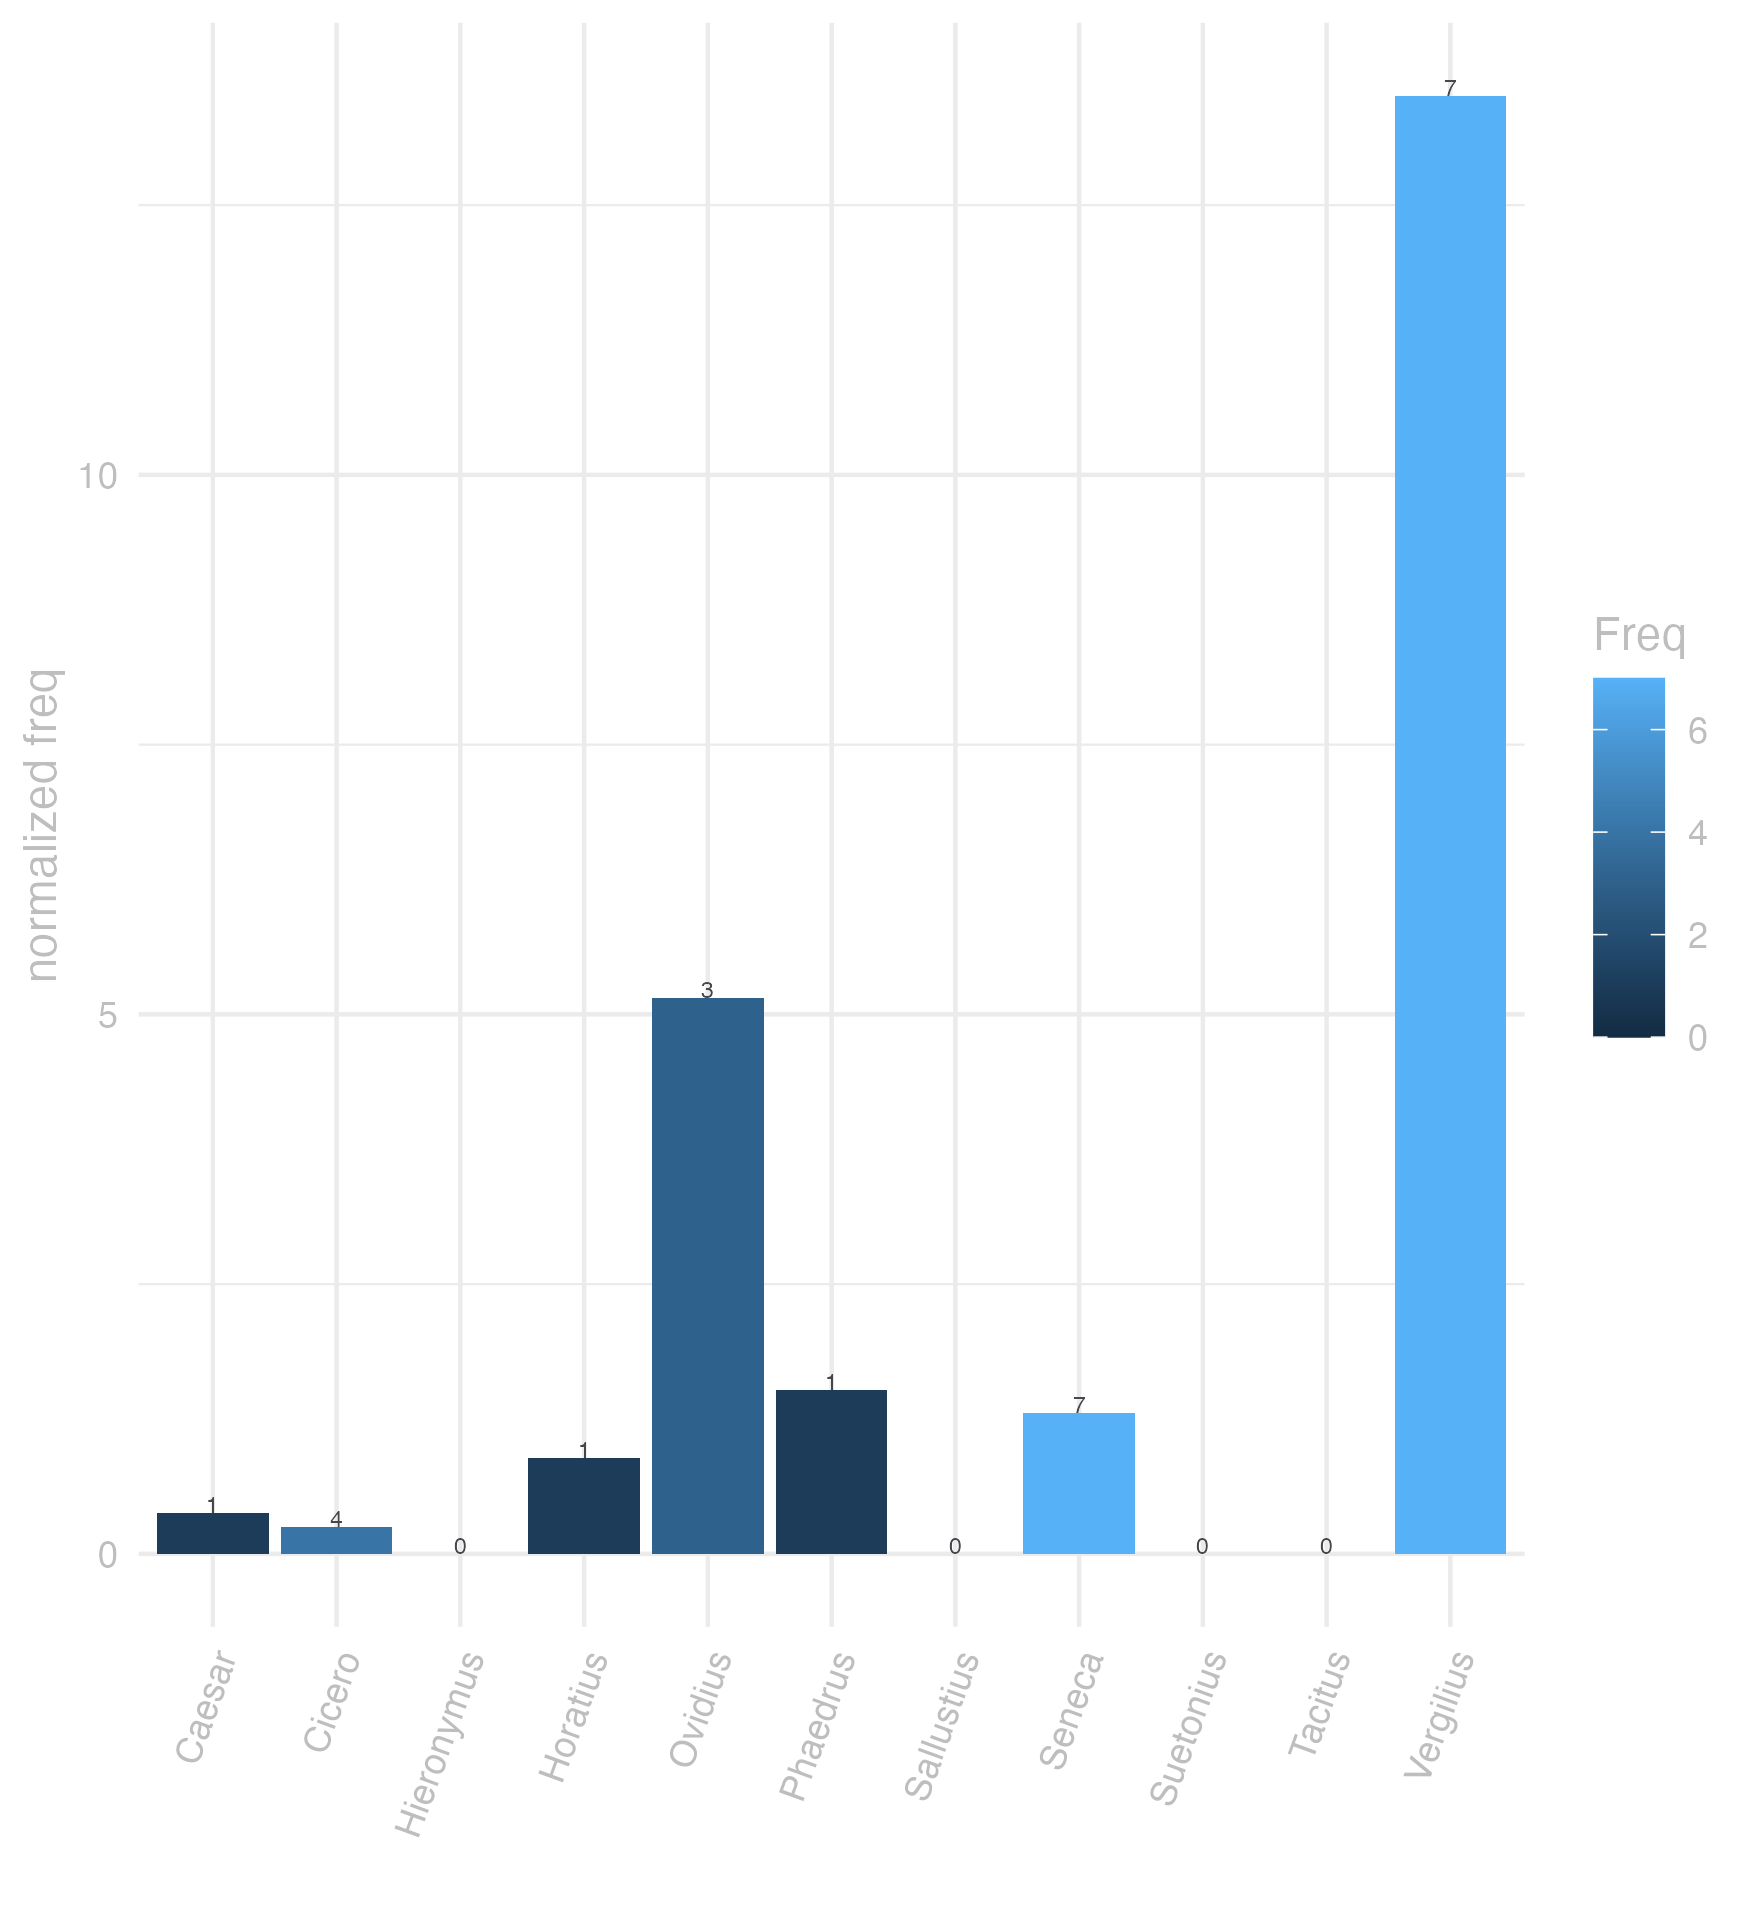 normalized freq
10
5
0
7
3
1
7
1
1
4
0
0
0
0
Caesar
Cicero
Hieronymus
Horatius
Ovidius
Phaedrus
Sallustius
Seneca
Suetonius
Tacitus
Vergilius
Freq
6
4
2
0